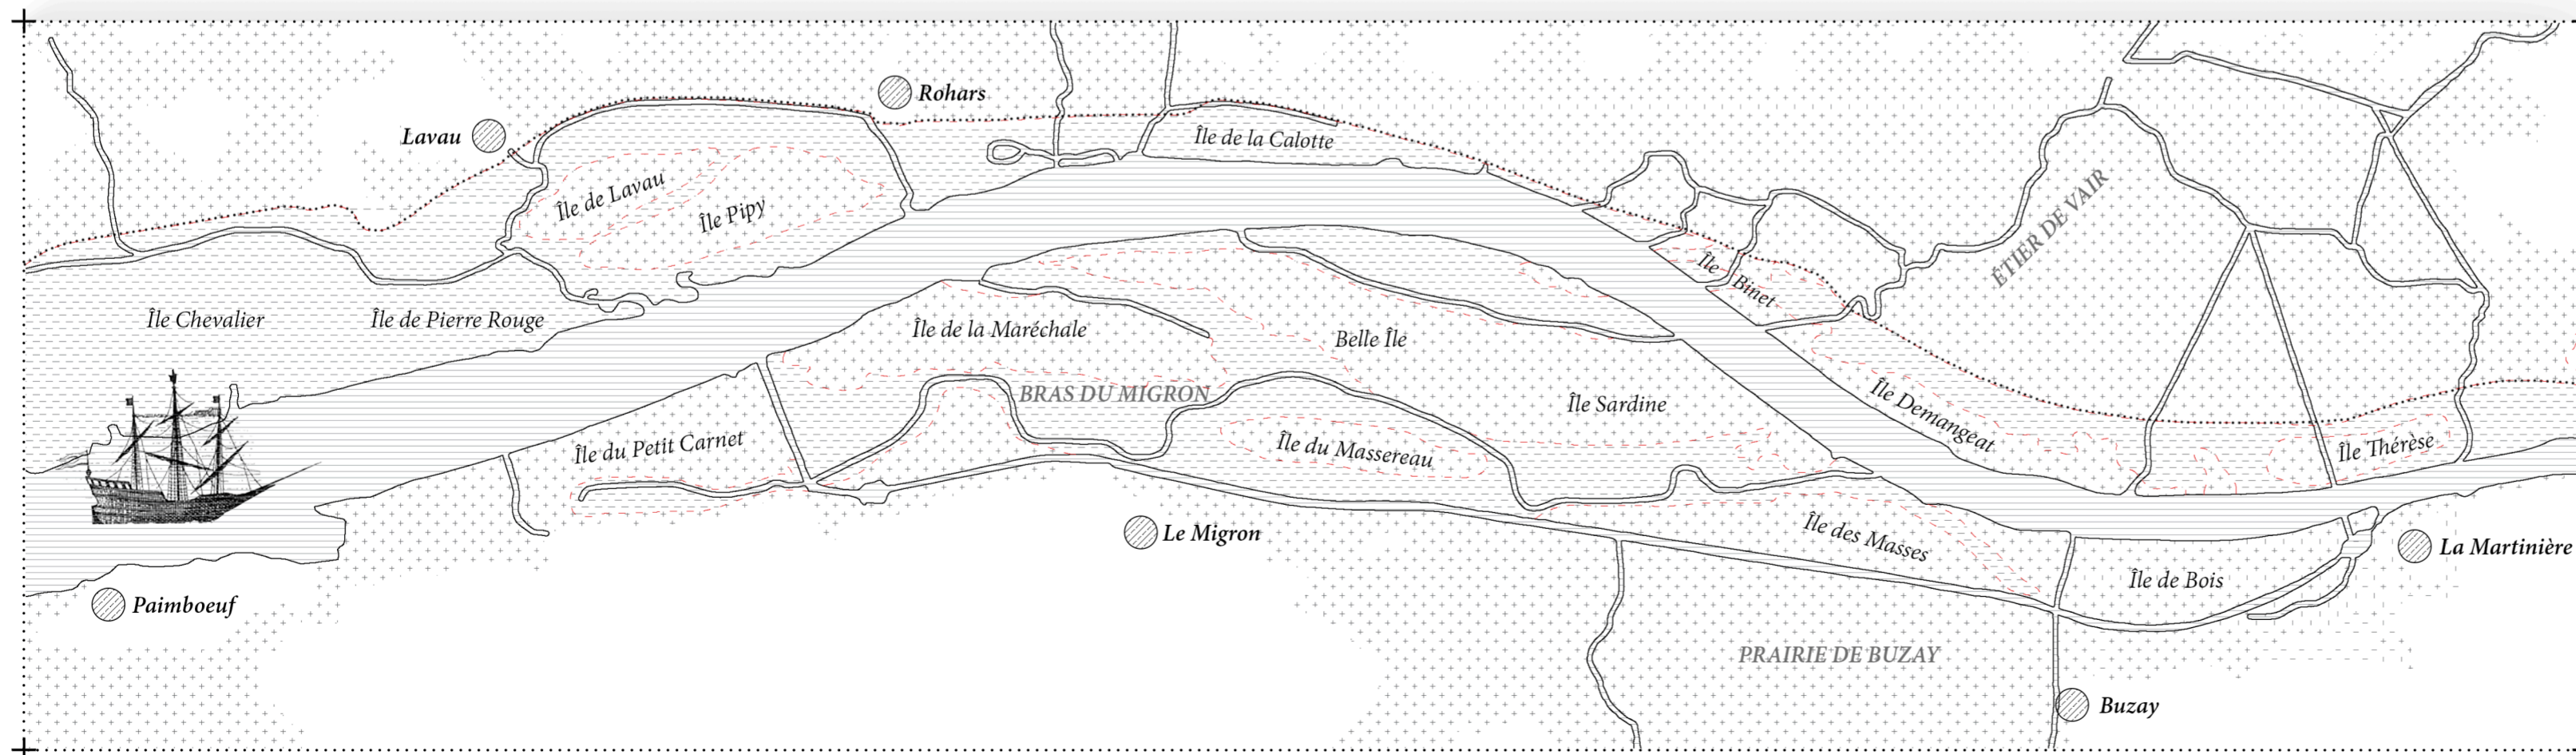 Rohars
Lavau
Île de la Calotte
Île de Lavau
Île Pipy
ÉTIER DE VAIR
Île Binet
Île Chevalier
Île de Pierre Rouge
Île de la Maréchale
Belle Île
BRAS DU MIGRON
Île Sardine
Île Demangeat
Île du Petit Carnet
Île du Massereau
Île Thérèse
Le Migron
Île des Masses
La Martinière
Île de Bois
Paimboeuf
PRAIRIE DE BUZAY
Buzay